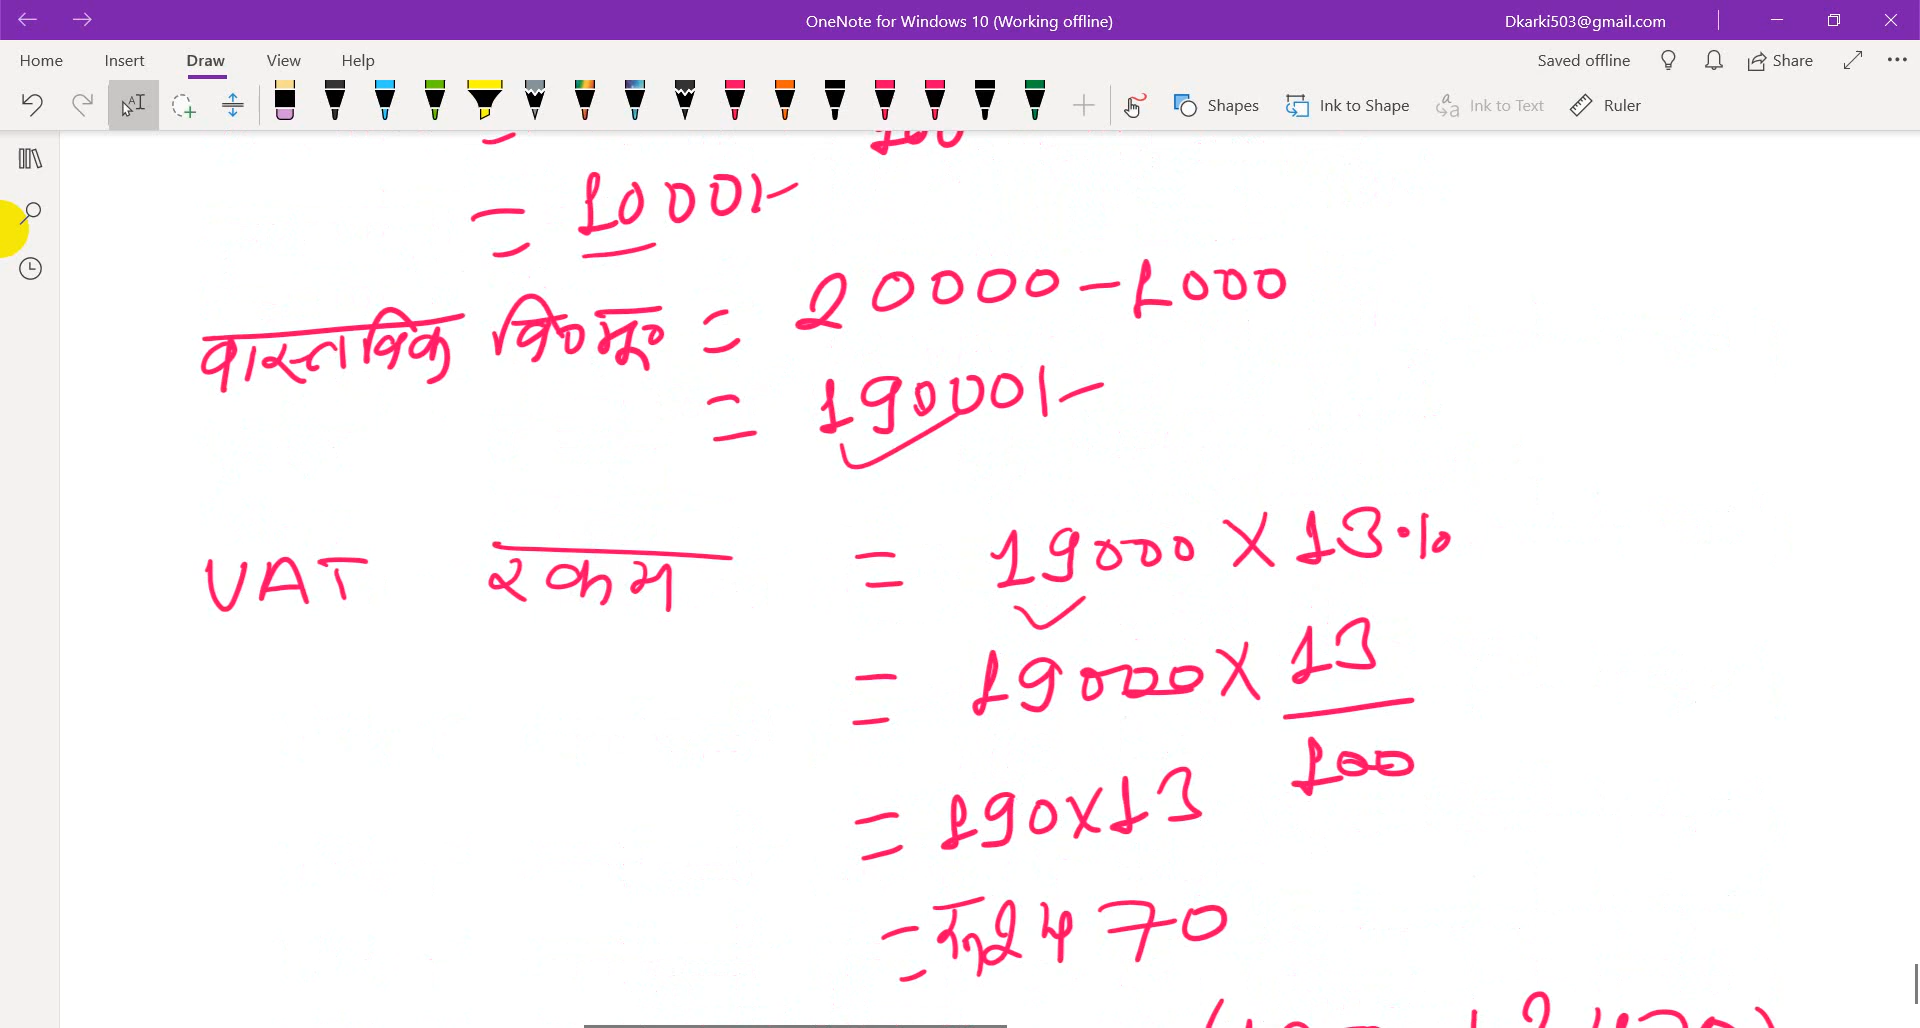 OneNote for Windows 10 (Working offline)
Dkarki503@gmail.com
Home Insert Draw View Help
Saved offline
Share
Shapes Ink to Shape Ink to Text Ruler
=
100
= 1000/-
वास्तविक वि० मू० = 20000 - 1000
= 19000/-
VAT रकम = 19000 × 13%
= 19000 × 13/100
= 190 × 13
= रु 2470